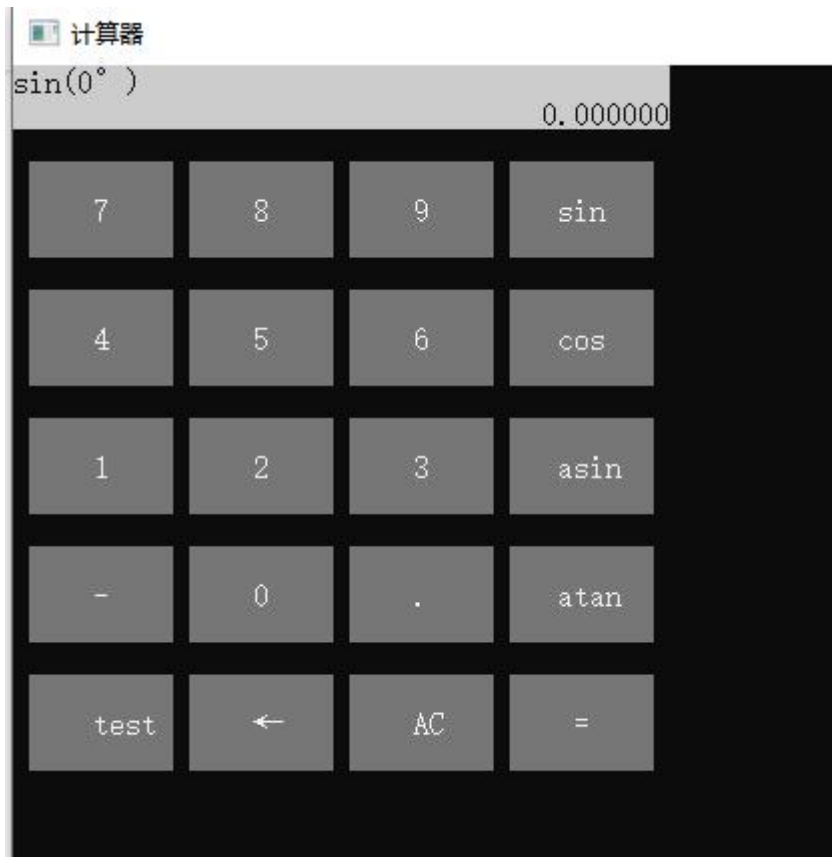 计算器
sin(0°)
0.000000
7 8 9 sin
4 5 6 cos
1 2 3 asin
- 0 . atan
test ← AC =